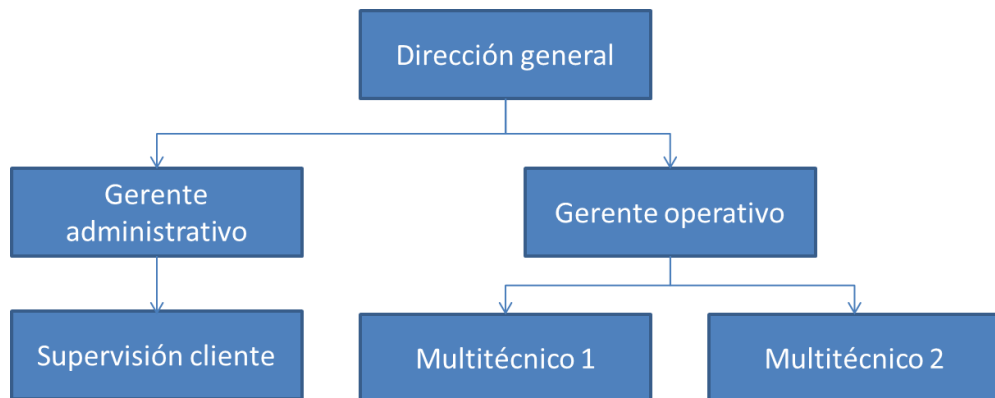 Dirección general
Gerente
administrativo
Gerente operativo
Supervisión cliente
Multitécnico 1
Multitécnico 2